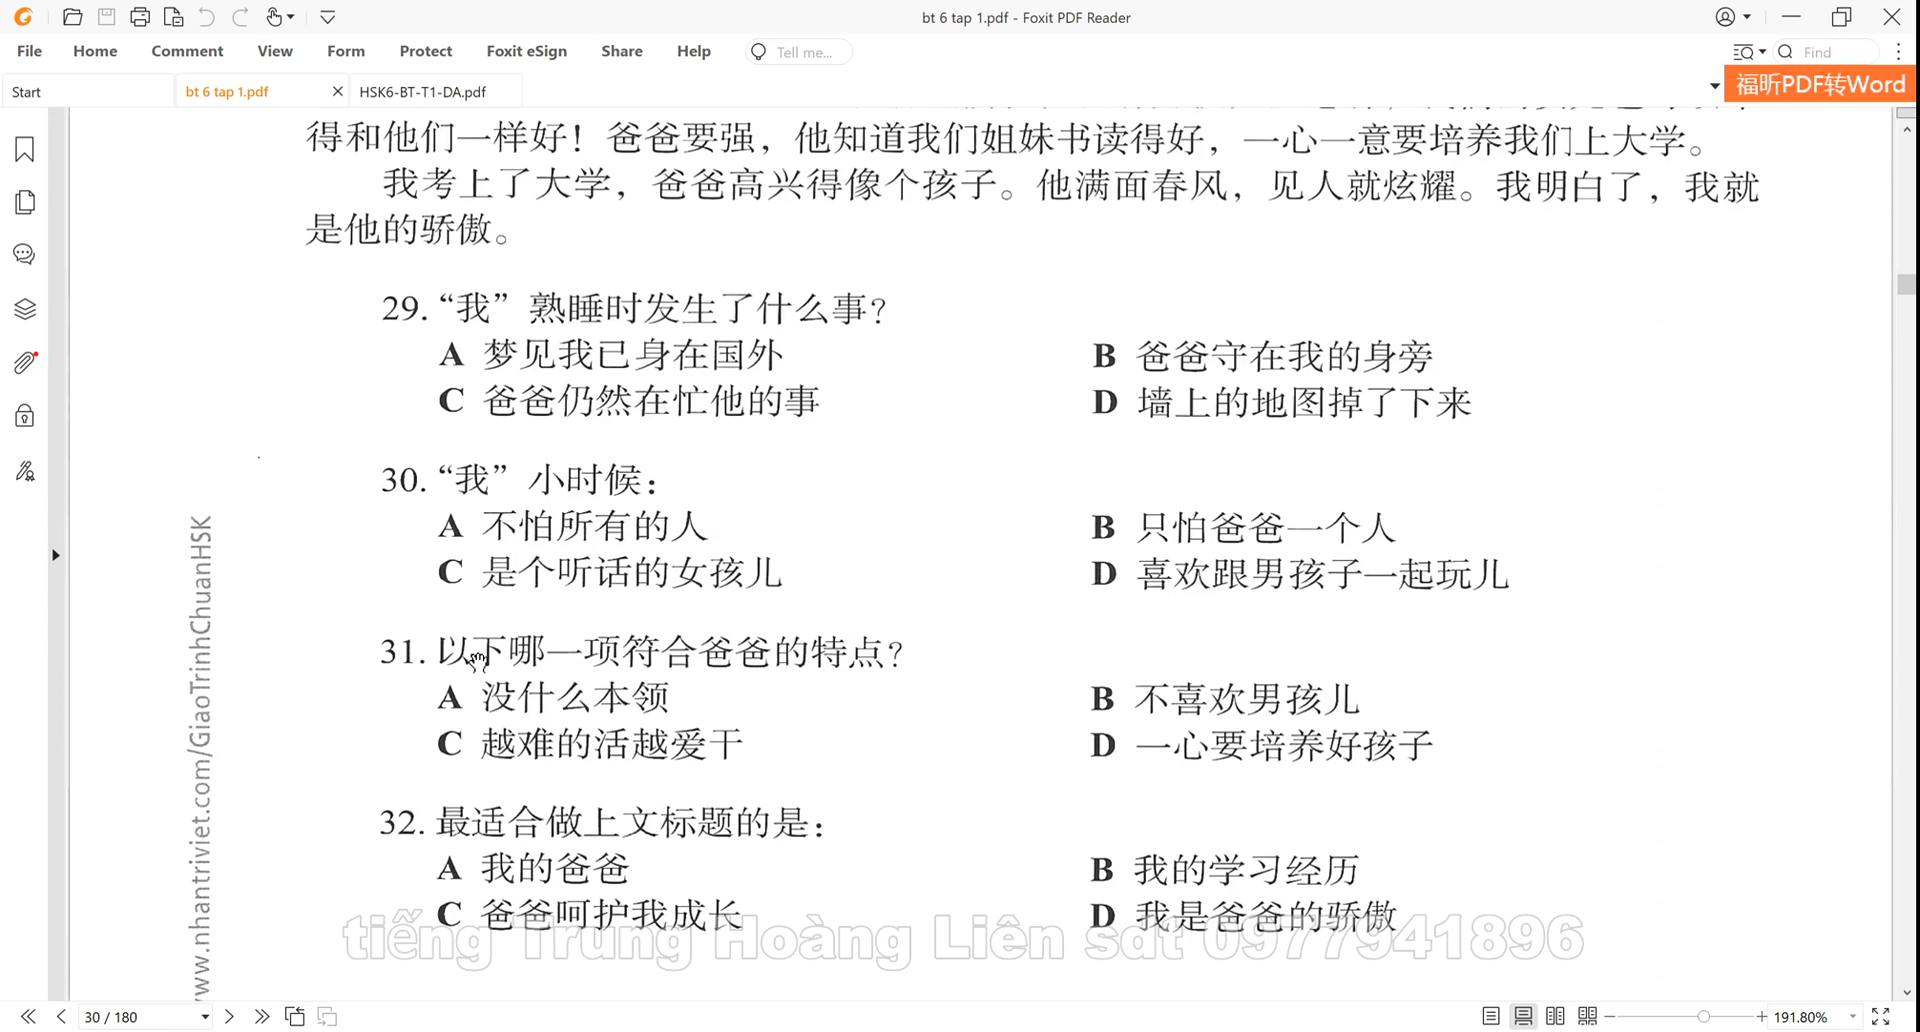 bt 6 tap 1.pdf - Foxit PDF Reader
File Home Comment View Form Protect Foxit eSign Share Help Tell me... Find
Start bt 6 tap 1.pdf HSK6-BT-T1-DA.pdf 福昕PDF转Word
得和他们一样好！爸爸要强，他知道我们姐妹书读得好，一心一意要培养我们上大学。
我考上了大学，爸爸高兴得像个孩子。他满面春风，见人就炫耀。我明白了，我就
是他的骄傲。
29. “我”熟睡时发生了什么事?
A 梦见我已身在国外 B 爸爸守在我的身旁
C 爸爸仍然在忙他的事 D 墙上的地图掉了下来
30. “我”小时候：
A 不怕所有的人 B 只怕爸爸一个人
C 是个听话的女孩儿 D 喜欢跟男孩子一起玩儿
31. 以下哪一项符合爸爸的特点?
A 没什么本领 B 不喜欢男孩儿
C 越难的活越爱干 D 一心要培养好孩子
32. 最适合做上文标题的是：
A 我的爸爸 B 我的学习经历
C 爸爸呵护我成长 D 我是爸爸的骄傲
tiếng Trung Hoàng Liên sdt 0977941896
www.nhantriviet.com/GiaoTrinhChuanHSK
30 / 180 191.80%